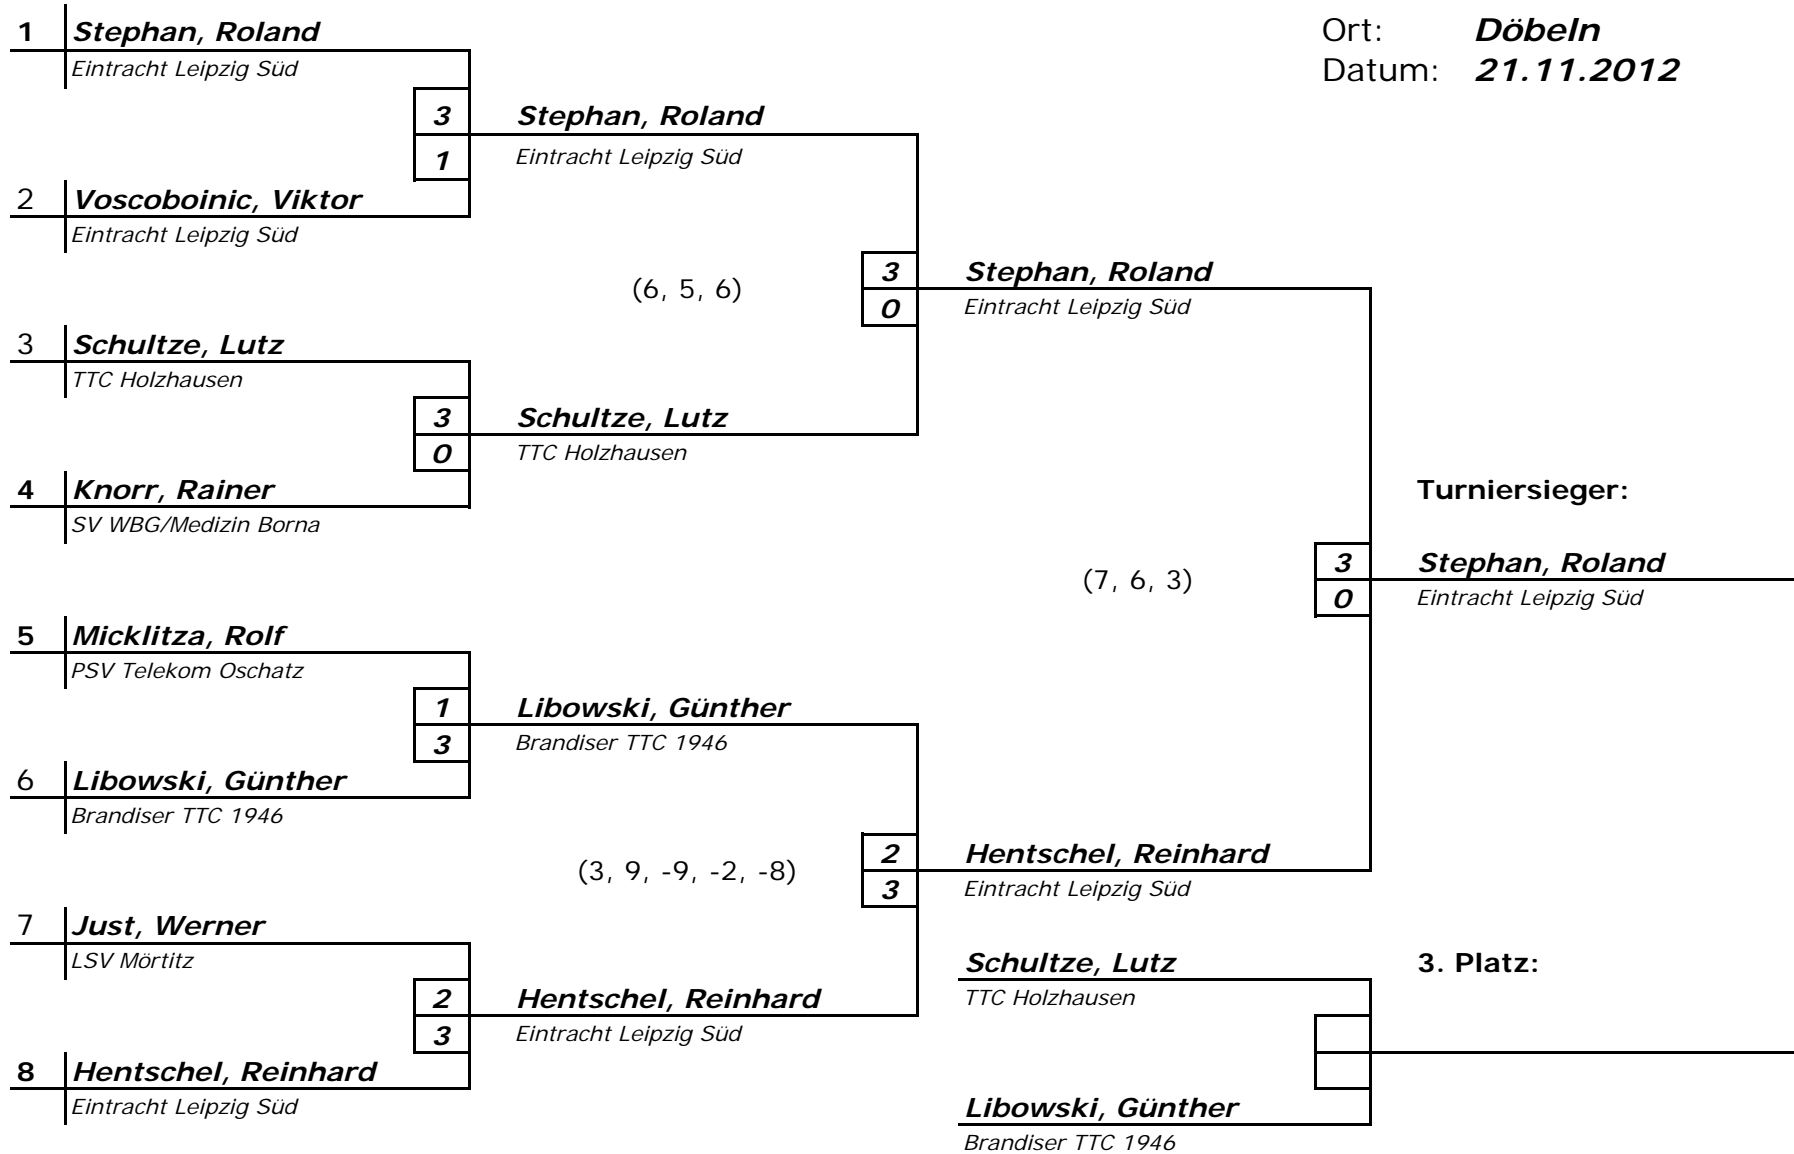 Ort: Döbeln
Datum: 21.11.2012
1 Stephan, Roland
Eintracht Leipzig Süd
3 Stephan, Roland
1 Eintracht Leipzig Süd
2 Voscoboinic, Viktor
Eintracht Leipzig Süd
(6, 5, 6)
3 Stephan, Roland
0 Eintracht Leipzig Süd
3 Schultze, Lutz
TTC Holzhausen
3 Schultze, Lutz
0 TTC Holzhausen
4 Knorr, Rainer
SV WBG/Medizin Borna
Turniersieger:
(7, 6, 3)
3 Stephan, Roland
0 Eintracht Leipzig Süd
5 Micklitza, Rolf
PSV Telekom Oschatz
1 Libowski, Günther
3 Brandiser TTC 1946
6 Libowski, Günther
Brandiser TTC 1946
(3, 9, -9, -2, -8)
2 Hentschel, Reinhard
3 Eintracht Leipzig Süd
7 Just, Werner
LSV Mörtitz
2 Hentschel, Reinhard
3 Eintracht Leipzig Süd
8 Hentschel, Reinhard
Eintracht Leipzig Süd
Schultze, Lutz
TTC Holzhausen
3. Platz:
Libowski, Günther
Brandiser TTC 1946